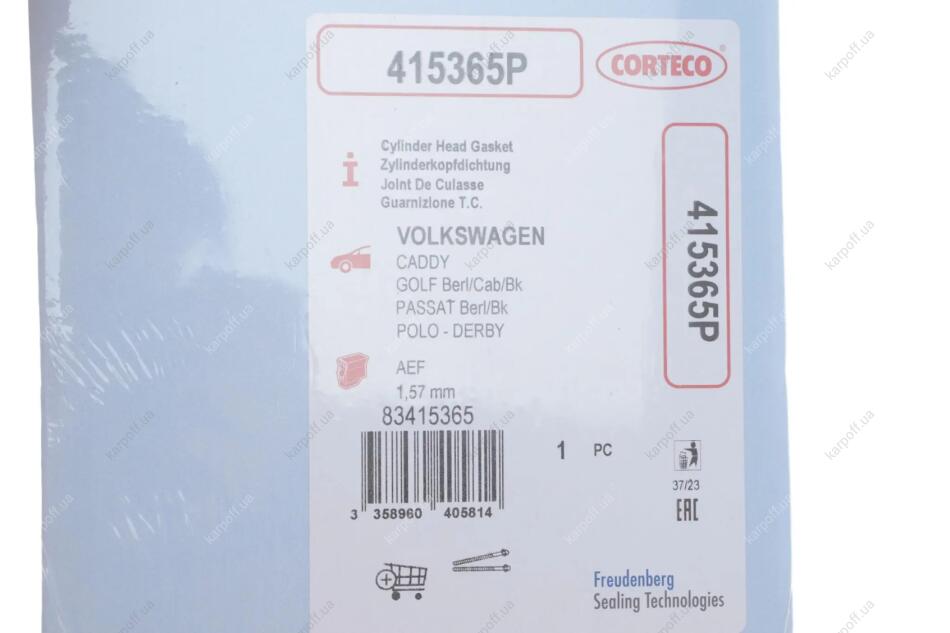 415365P
CORTECO®
Cylinder Head Gasket
Zylinderkopfdichtung
Joint De Culasse
Guarnizione T.C.
415365P
VOLKSWAGEN
CADDY
GOLF Berl/Cab/Bk
PASSAT Berl/Bk
POLO - DERBY
AEF
1,57 mm
83415365
1 PC
37/23
3 358960 405814
EAC
Freudenberg
Sealing Technologies
karpoff.ua